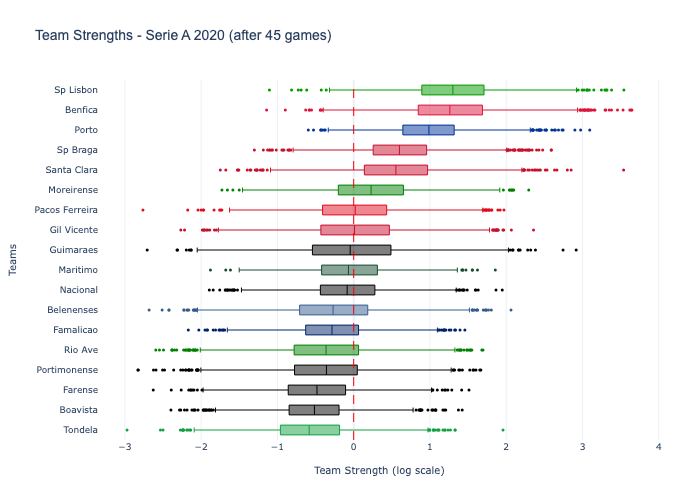 Team Strengths - Serie A 2020 (after 45 games)
Sp Lisbon
Benfica
Porto
Sp Braga
Santa Clara
Moreirense
Pacos Ferreira
Gil Vicente
Guimaraes
Maritimo
Nacional
Belenenses
Famalicao
Rio Ave
Portimonense
Farense
Boavista
Tondela
Teams
−3 −2 −1 0 1 2 3 4
Team Strength (log scale)